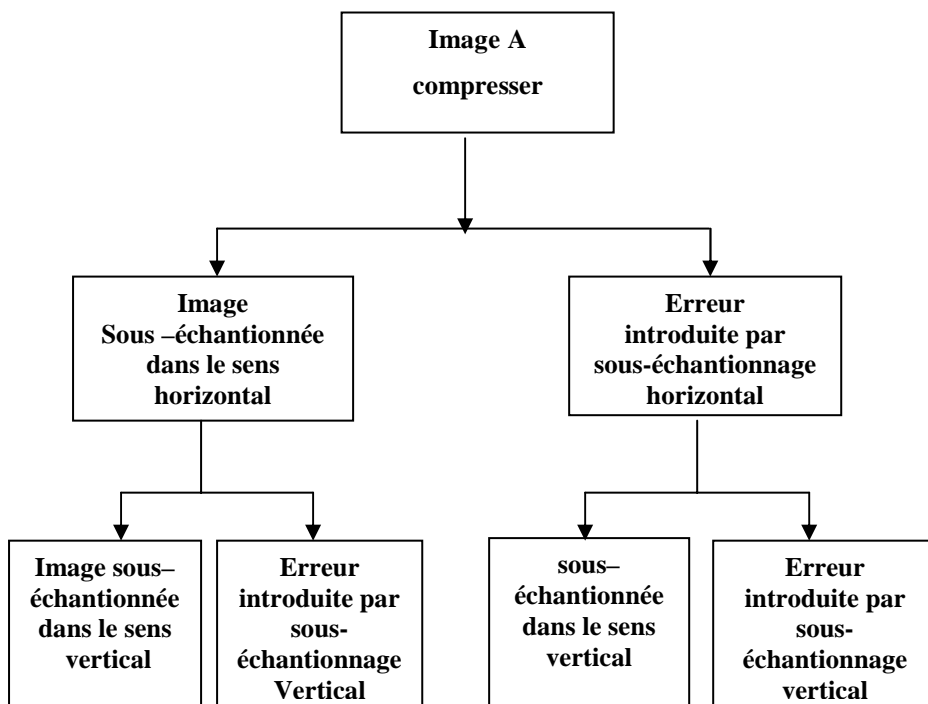 Image A
compresser
Image
Sous –échantionnée
dans le sens
horizontal
Erreur
introduite par
sous-échantionnage
horizontal
Image sous–
échantionnée
dans le sens
vertical
Erreur
introduite par
sous-
échantionnage
Vertical
sous–
échantionnée
dans le sens
vertical
Erreur
introduite par
sous-
échantionnage
vertical